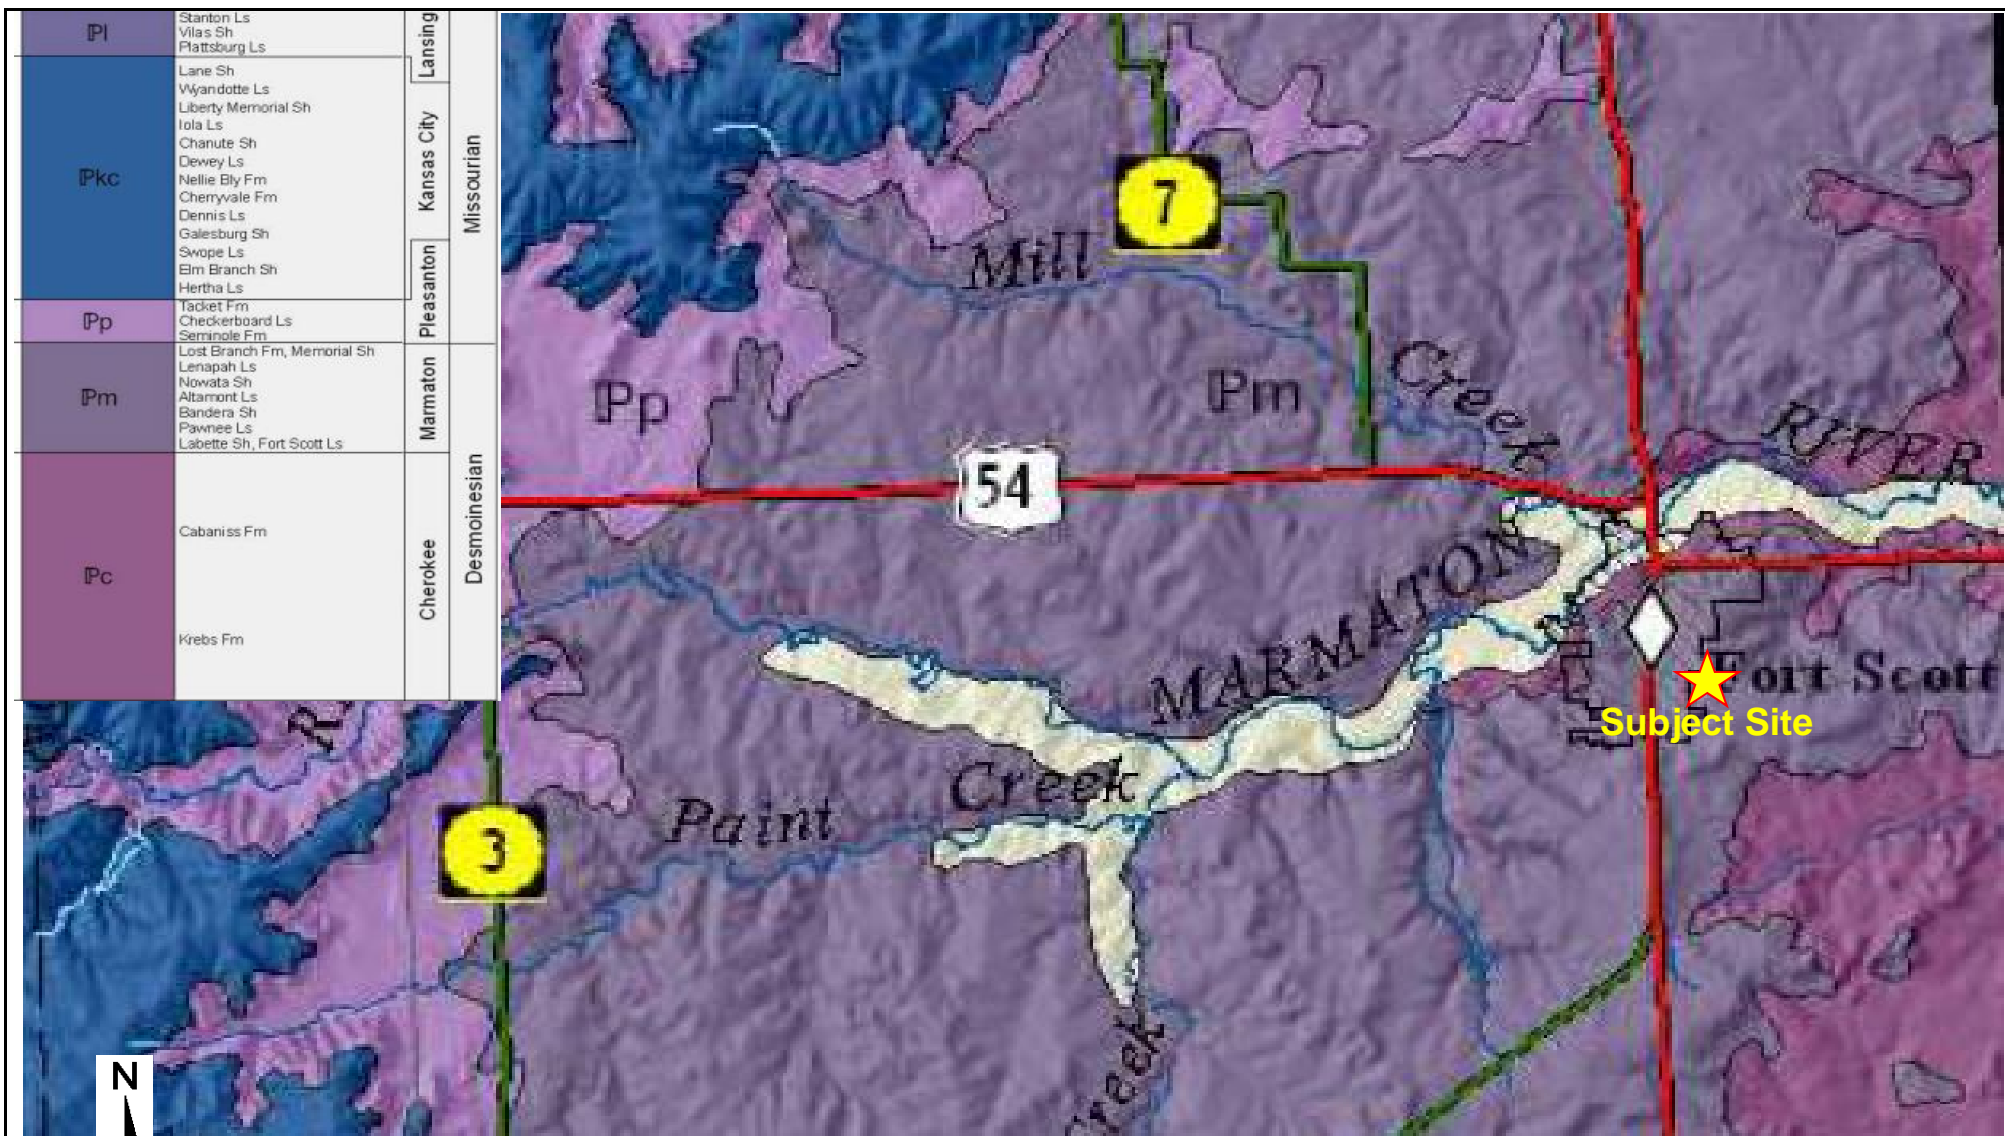 ℙl
Stanton Ls
Vilas Sh
Plattsburg Ls
Lansing
ℙkc
Lane Sh
Wyandotte Ls
Liberty Memorial Sh
Iola Ls
Chanute Sh
Dewey Ls
Nellie Bly Fm
Cherryvale Fm
Dennis Ls
Galesburg Sh
Swope Ls
Elm Branch Sh
Hertha Ls
Kansas City
Missourian
ℙp
Tacket Fm
Checkerboard Ls
Seminole Fm
Pleasanton
ℙm
Lost Branch Fm, Memorial Sh
Lenapah Ls
Nowata Sh
Altamont Ls
Bandera Sh
Pawnee Ls
Labette Sh, Fort Scott Ls
Marmaton
ℙc
Cabaniss Fm
Krebs Fm
Cherokee
Desmoinesian
7
Mill
Creek
ℙp
ℙm
54
MARMATON
RIVER
Fort Scott
Subject Site
Paint
Creek
3
Creek
N